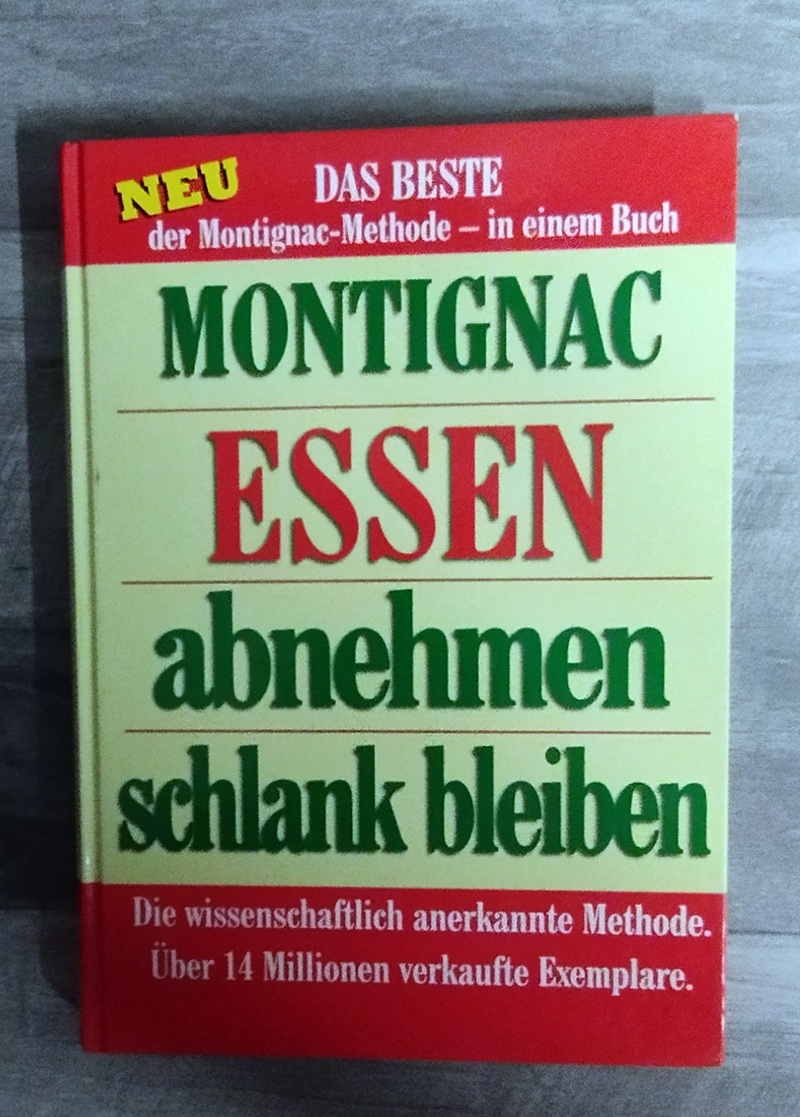 NEU
DAS BESTE
der Montignac-Methode – in einem Buch
MONTIGNAC
ESSEN
abnehmen
schlank bleiben
Die wissenschaftlich anerkannte Methode.
Über 14 Millionen verkaufte Exemplare.